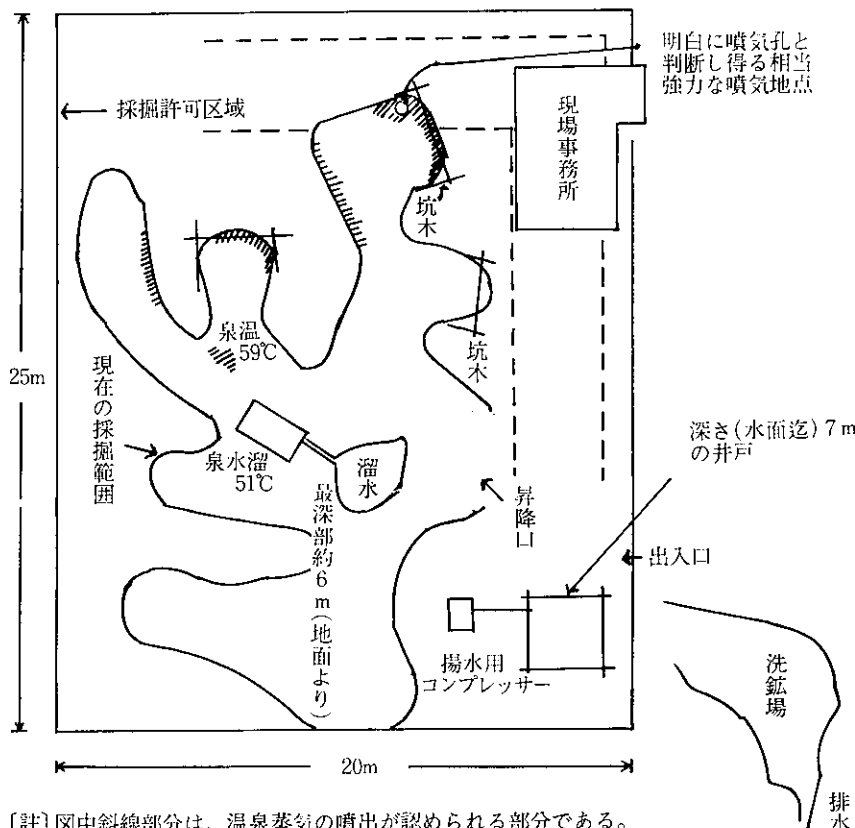 明白に噴気孔と
判断し得る相当
強力な噴気地点
採掘許可区域
現場事務所
坑木
坑木
泉温
59℃
25m
現在の採掘範囲
泉水溜
51℃
溜水
深さ(水面迄)7m
の井戸
昇降口
最深部約6m(地面より)
出入口
揚水用
コンプレッサー
洗鉱場
20m
排水
〔註〕図中斜線部分は、温泉蒸気の噴出が認められる部分である。